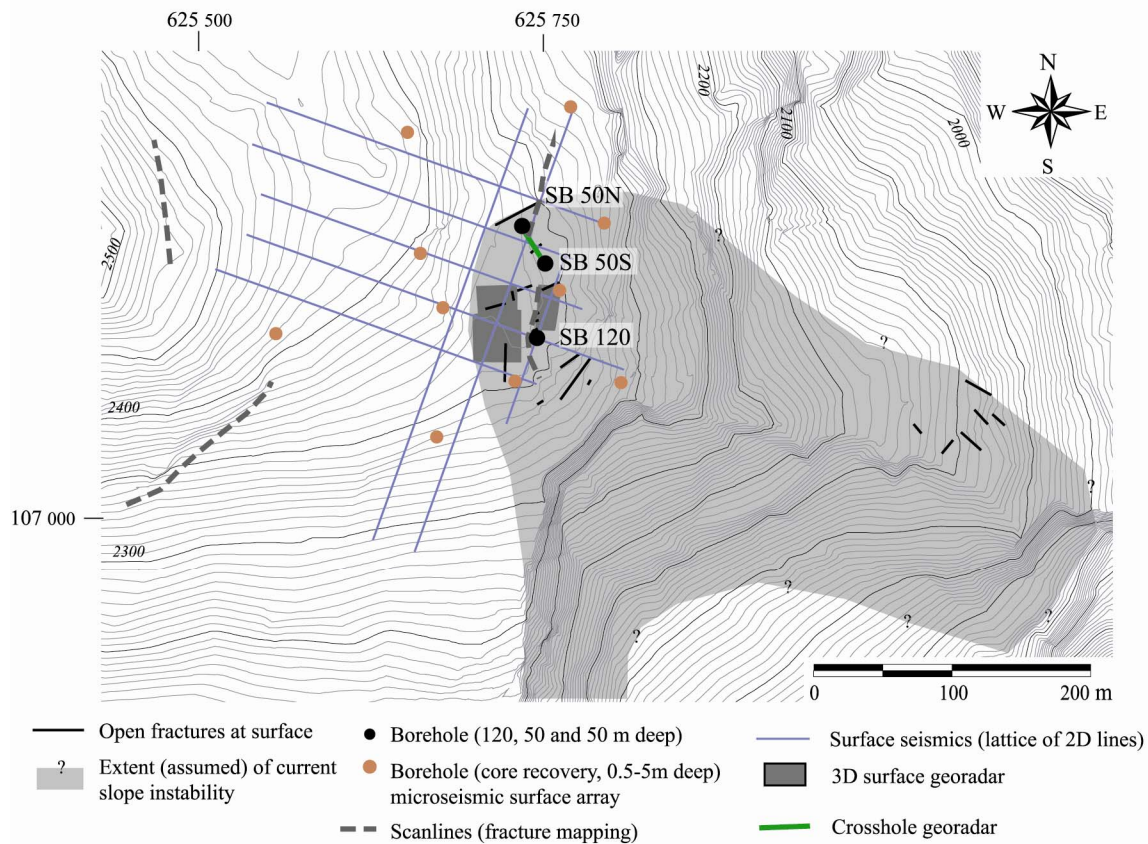 625 500
625 750
N
W E
S
2200
2100
2000
SB 50N
2500
?
SB 50S
SB 120
?
2400
?
107 000
2300
?
?
?
?
?
0 100 200 m
Open fractures at surface
? Extent (assumed) of current
slope instability
Borehole (120, 50 and 50 m deep)
Borehole (core recovery, 0.5-5m deep)
microseismic surface array
Scanlines (fracture mapping)
Surface seismics (lattice of 2D lines)
3D surface georadar
Crosshole georadar